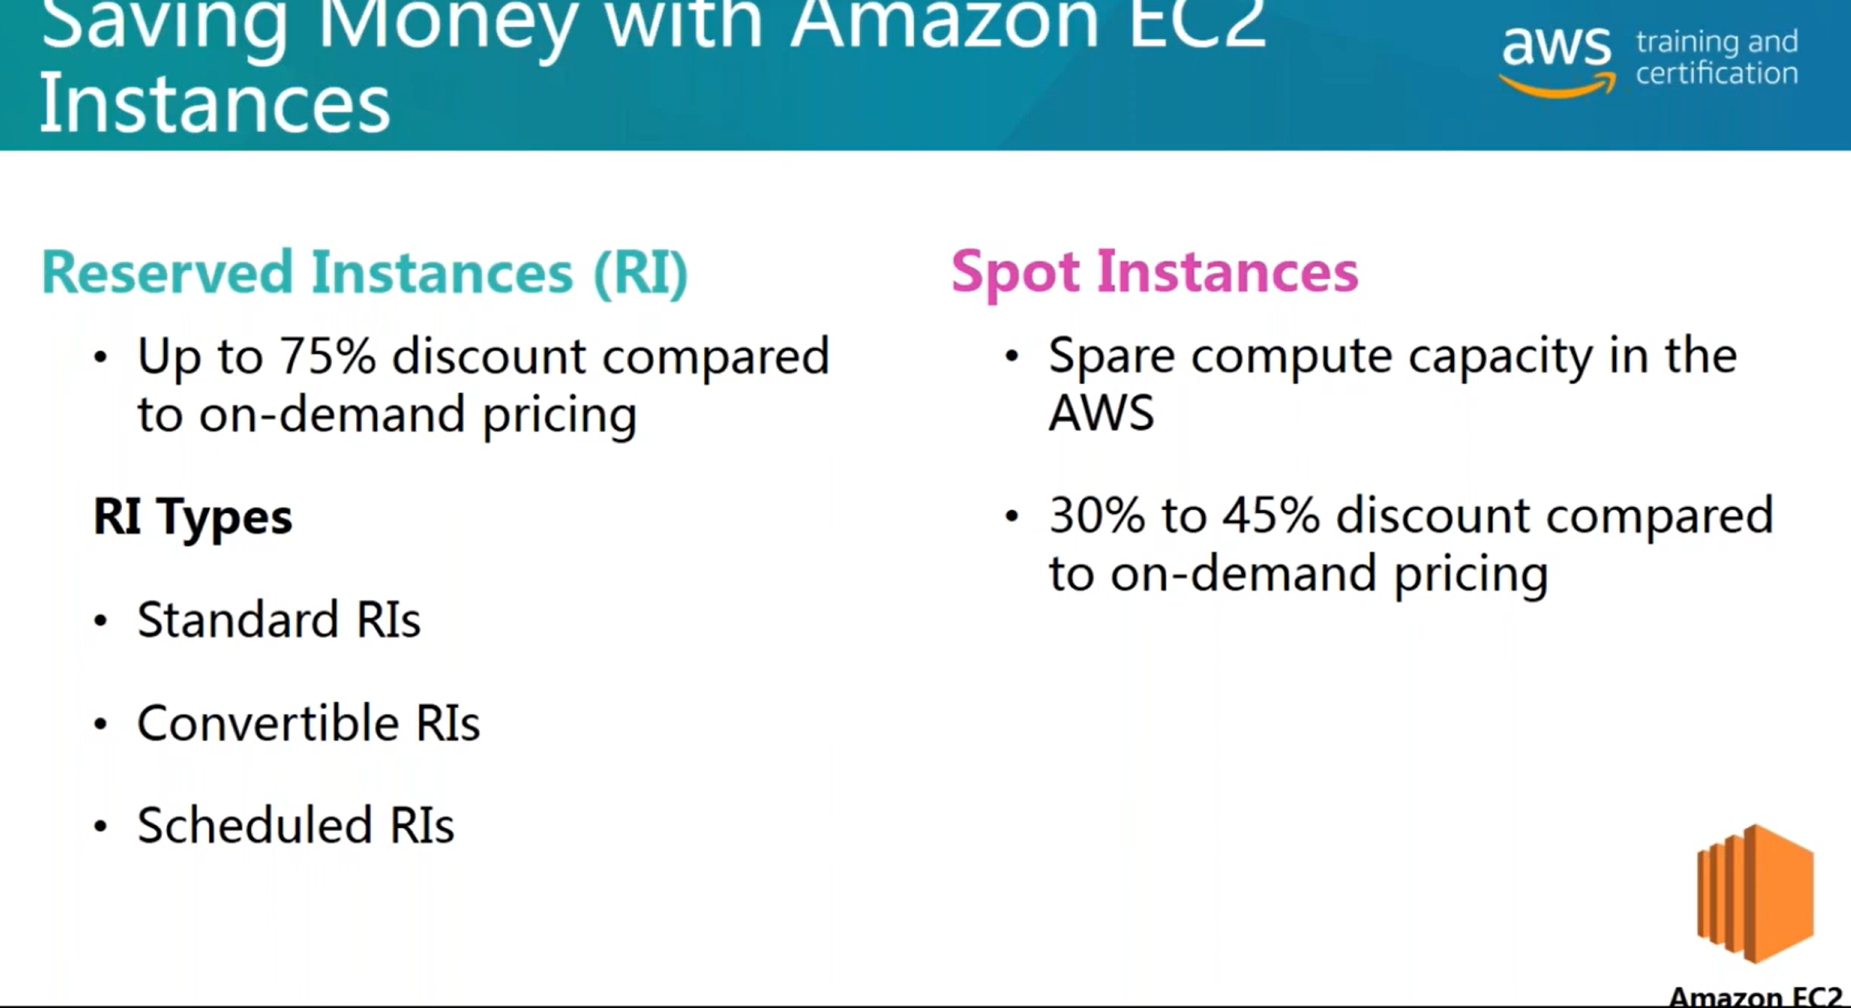 Saving Money with Amazon EC2
Instances
aws training and
certification
Reserved Instances (RI)
• Up to 75% discount compared
to on-demand pricing
RI Types
• Standard RIs
• Convertible RIs
• Scheduled RIs
Spot Instances
• Spare compute capacity in the
AWS
• 30% to 45% discount compared
to on-demand pricing
Amazon EC2